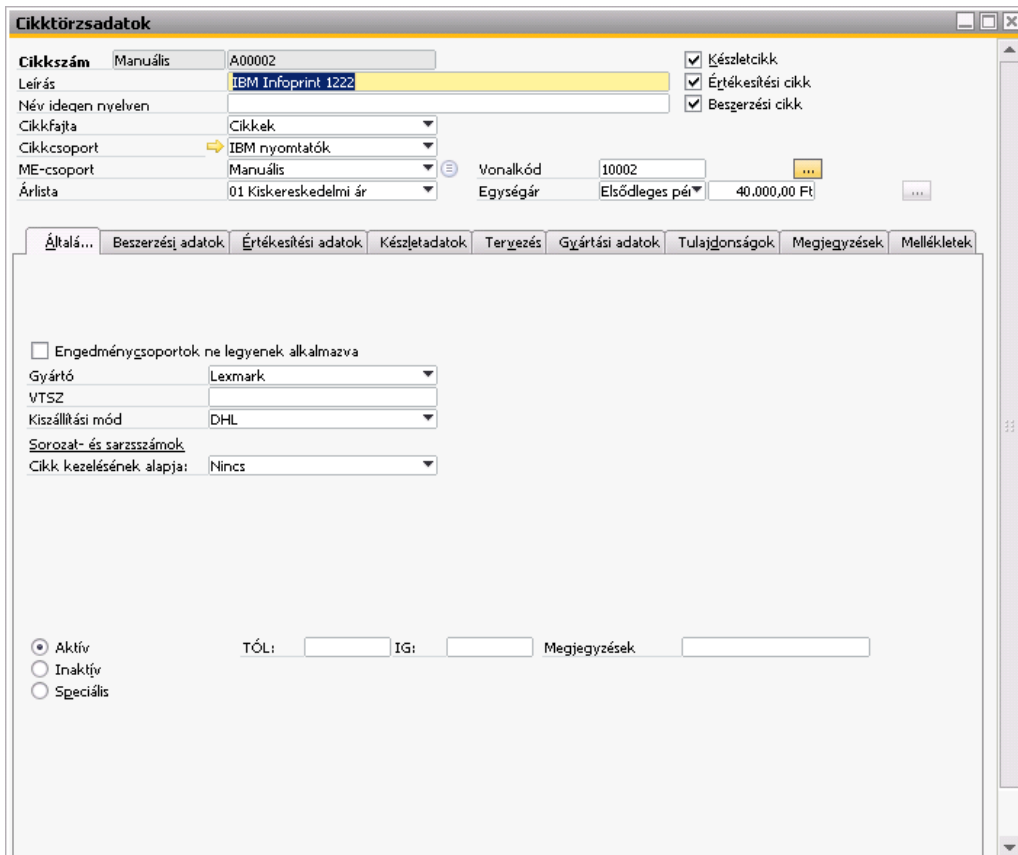 Cikktörzsadatok
Cikkszám Manuális A00002 Készletcikk
Leírás IBM Infoprint 1222 Értékesítési cikk
Név idegen nyelven Beszerzési cikk
Cikkfajta Cikkek
Cikkcsoport IBM nyomtatók
ME-csoport Manuális Vonalkód 10002 ...
Árlista 01 Kiskereskedelmi ár Egységár Elsődleges pén 40.000,00 Ft ...
Általá... Beszerzési adatok Értékesítési adatok Készletadatok Tervezés Gyártási adatok Tulajdonságok Megjegyzések Mellékletek
Engedménycsoportok ne legyenek alkalmazva
Gyártó Lexmark
VTSZ
Kiszállítási mód DHL
Sorozat- és sarzsszámok
Cikk kezelésének alapja: Nincs
Aktív TÓL: IG: Megjegyzések
Inaktív
Speciális